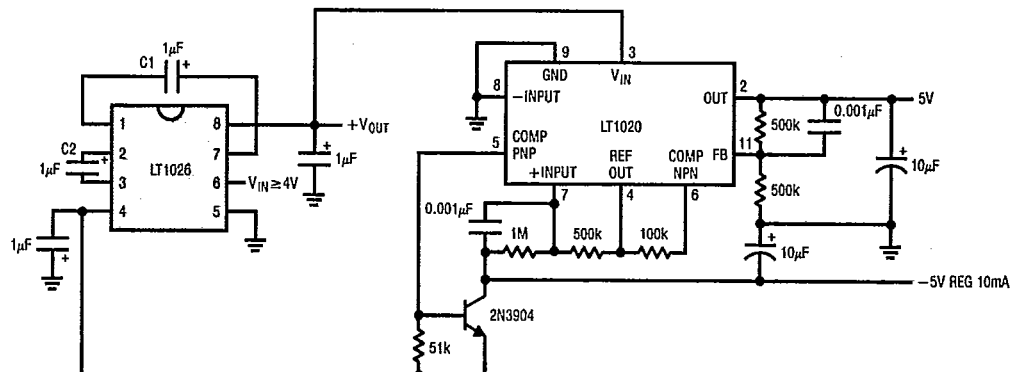 1µF
C1
+
1
8
+VOUT
C2
1µF
+
2
7
LT1026
3
6
VIN ≥ 4V
4
5
1µF
+
+
1µF
9
3
GND
VIN
8
–INPUT
OUT
2
5V
LT1020
500k
0.001µF
5
COMP
PNP
REF
OUT
COMP
NPN
FB
11
+INPUT
7
4
6
500k
+
10µF
0.001µF
1M
500k
100k
+
10µF
–5V REG 10mA
2N3904
51k